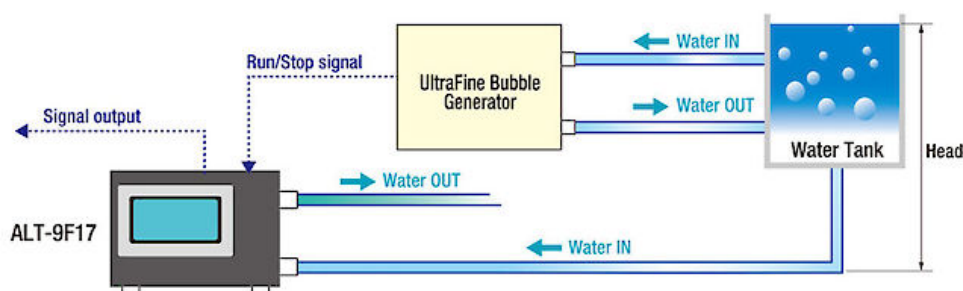 Water IN
Run/Stop signal
UltraFine Bubble
Generator
Water OUT
Signal output
Water Tank
Head
Water OUT
ALT-9F17
Water IN